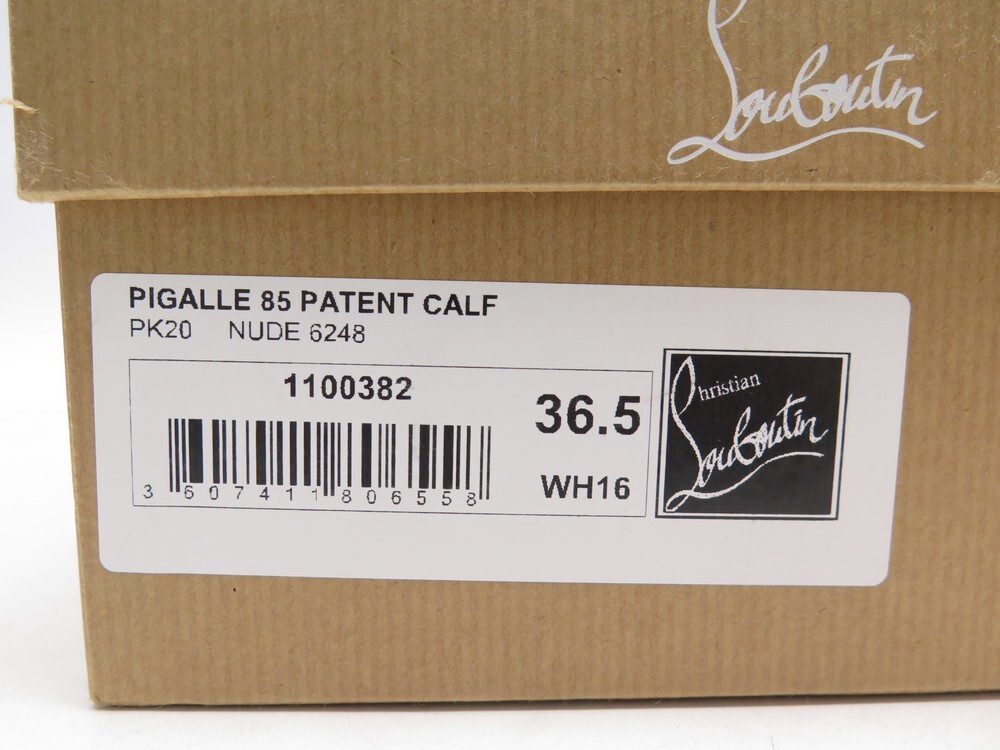 Louboutin
PIGALLE 85 PATENT CALF
PK20 NUDE 6248
1100382
36.5
WH16
3 607411 806558
Christian
Louboutin